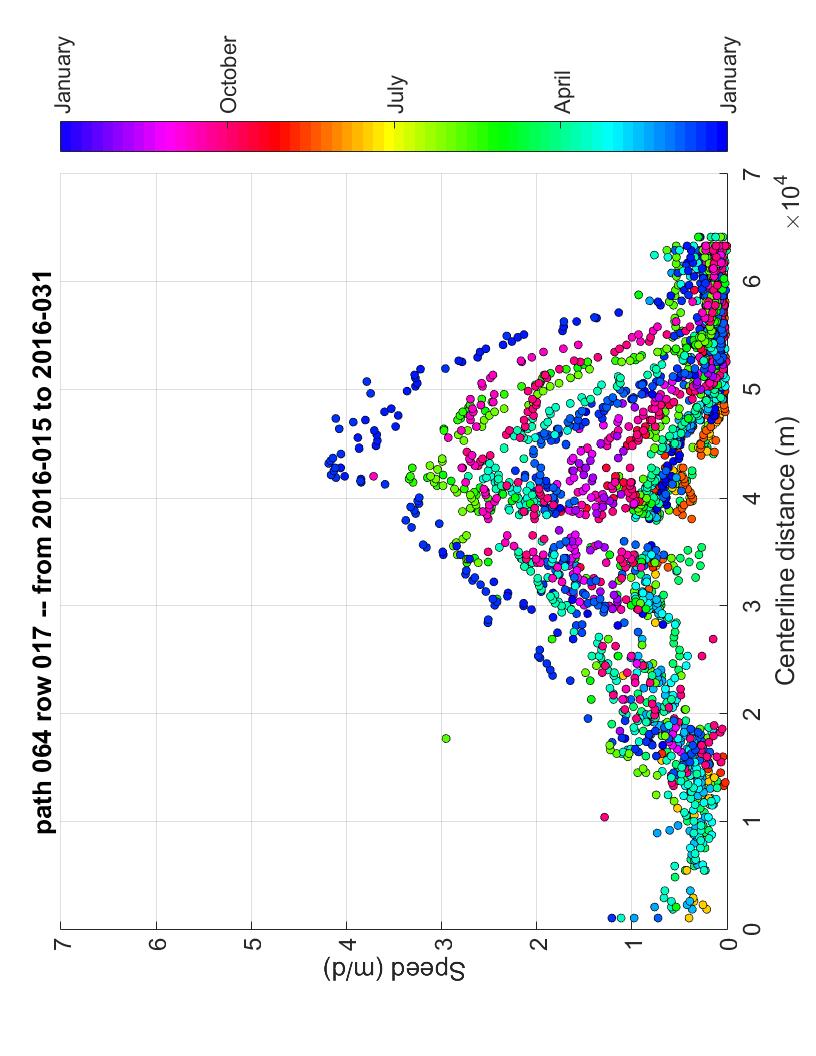 path 064 row 017 -- from 2016-015 to 2016-031
Speed (m/d)
7
6
5
4
3
2
1
0
0
1
2
3
4
5
6
7
×10⁴
Centerline distance (m)
January
October
July
April
January